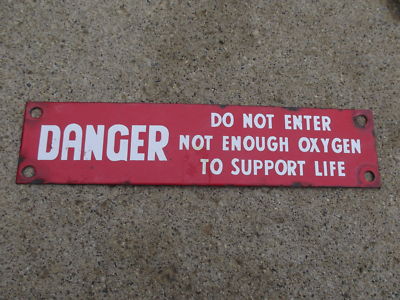 DANGER
DO NOT ENTER
NOT ENOUGH OXYGEN
TO SUPPORT LIFE